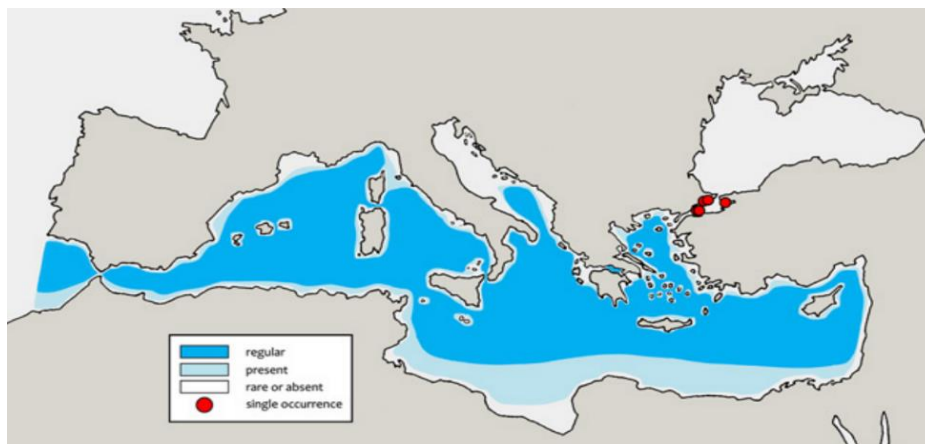 regular
present
rare or absent
single occurrence